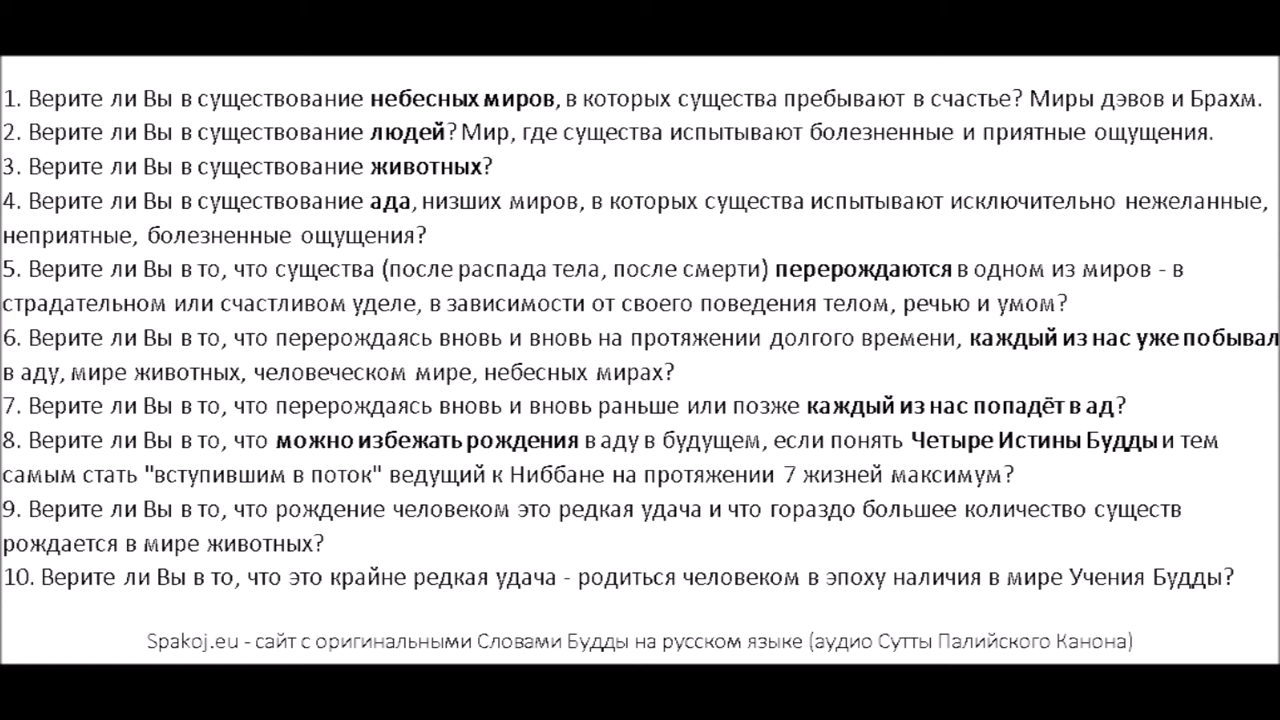 1. Верите ли Вы в существование небесных миров, в которых существа пребывают в счастье? Миры дэвов и Брахм.
2. Верите ли Вы в существование людей? Мир, где существа испытывают болезненные и приятные ощущения.
3. Верите ли Вы в существование животных?
4. Верите ли Вы в существование ада, низших миров, в которых существа испытывают исключительно нежеланные,
неприятные, болезненные ощущения?
5. Верите ли Вы в то, что существа (после распада тела, после смерти) перерождаются в одном из миров - в
страдательном или счастливом уделе, в зависимости от своего поведения телом, речью и умом?
6. Верите ли Вы в то, что перерождаясь вновь и вновь на протяжении долгого времени, каждый из нас уже побывал
в аду, мире животных, человеческом мире, небесных мирах?
7. Верите ли Вы в то, что перерождаясь вновь и вновь раньше или позже каждый из нас попадёт в ад?
8. Верите ли Вы в то, что можно избежать рождения в аду в будущем, если понять Четыре Истины Будды и тем
самым стать "вступившим в поток" ведущий к Ниббане на протяжении 7 жизней максимум?
9. Верите ли Вы в то, что рождение человеком это редкая удача и что гораздо большее количество существ
рождается в мире животных?
10. Верите ли Вы в то, что это крайне редкая удача - родиться человеком в эпоху наличия в мире Учения Будды?
Spakoj.eu - сайт с оригинальными Словами Будды на русском языке (аудио Сутты Палийского Канона)